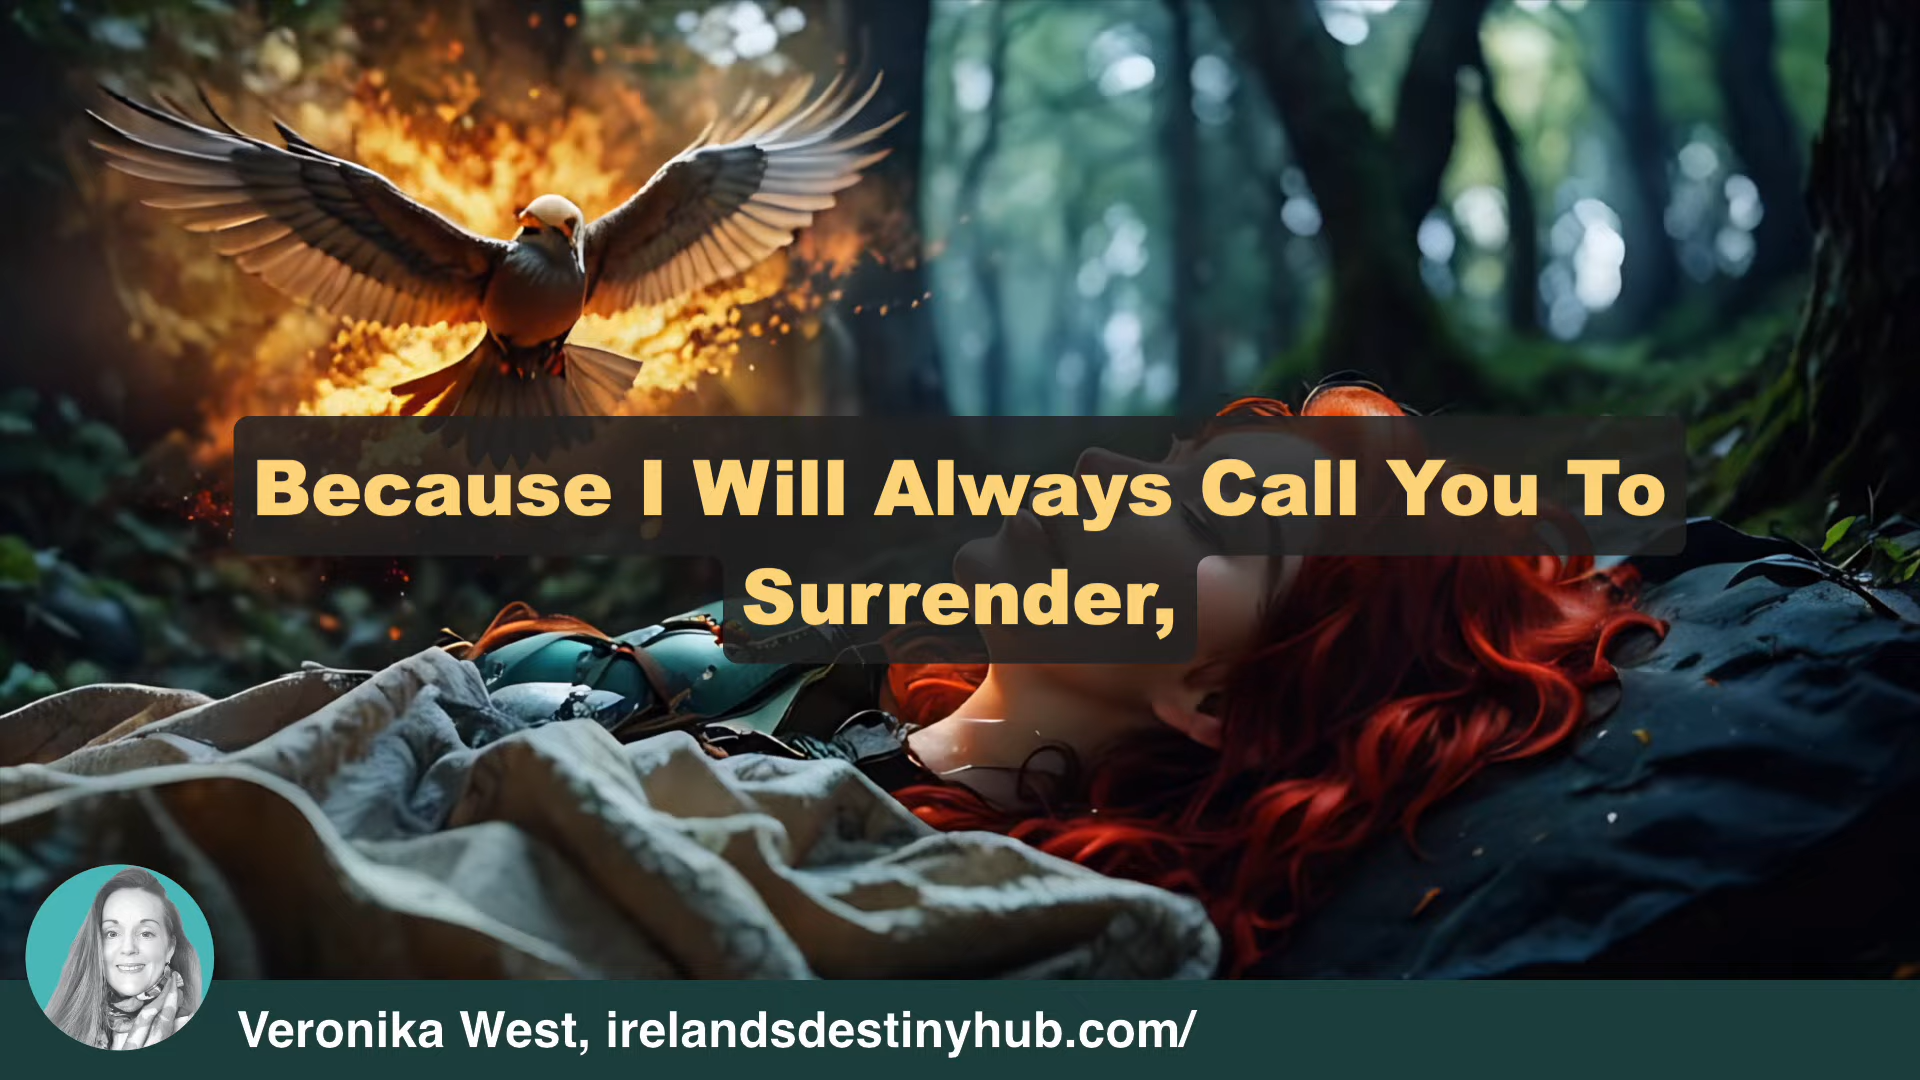 Because I Will Always Call You To
Surrender,
Veronika West, irelandsdestinyhub.com/